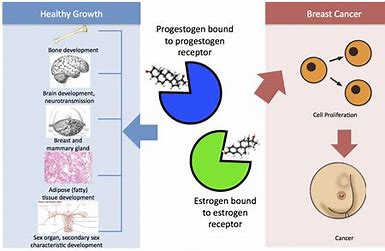 Healthy Growth
Bone development
Brain development,
neurotransmission
Breast and
mammary gland
Adipose (fatty)
tissue development
Sex organ, secondary sex
characteristic development
Progestogen bound
to progestogen
receptor
Estrogen bound
to estrogen
receptor
Breast Cancer
Cell Proliferation
Cancer